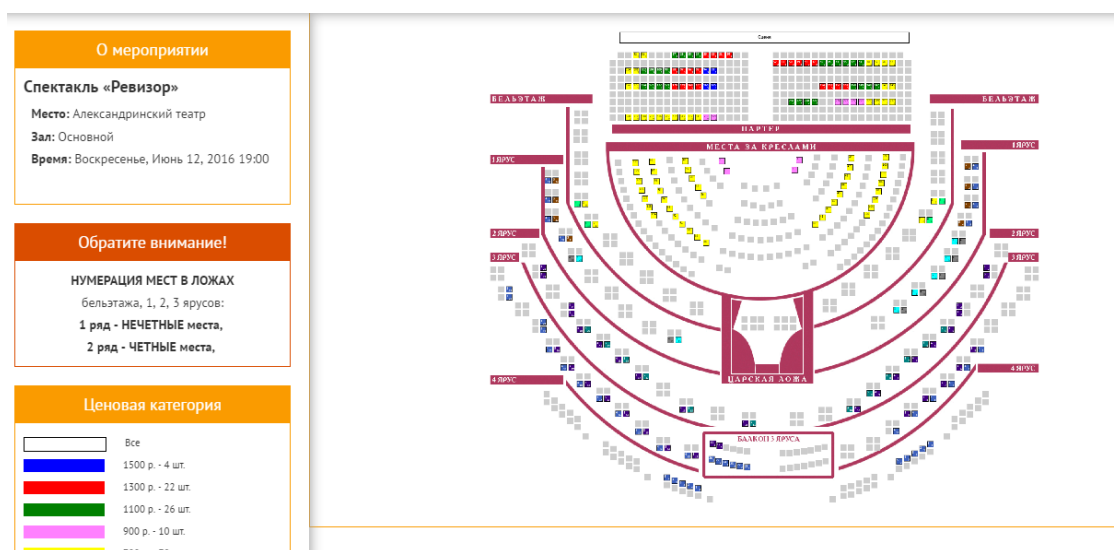 О мероприятии
Спектакль «Ревизор»
Место: Александринский театр
Зал: Основной
Время: Воскресенье, Июнь 12, 2016 19:00
Обратите внимание!
НУМЕРАЦИЯ МЕСТ В ЛОЖАХ
бельэтажа, 1, 2, 3 ярусов:
1 ряд - НЕЧЕТНЫЕ места,
2 ряд - ЧЕТНЫЕ места,
Ценовая категория
Все
1500 р. - 4 шт.
1300 р. - 22 шт.
1100 р. - 26 шт.
900 р. - 10 шт.
Сцена
БЕЛЬЭТАЖ
БЕЛЬЭТАЖ
ПАРТЕР
МЕСТА ЗА КРЕСЛАМИ
1 ЯРУС
1 ЯРУС
2 ЯРУС
2 ЯРУС
3 ЯРУС
3 ЯРУС
ЦАРСКАЯ ЛОЖА
4 ЯРУС
4 ЯРУС
БАЛКОН 3 ЯРУСА